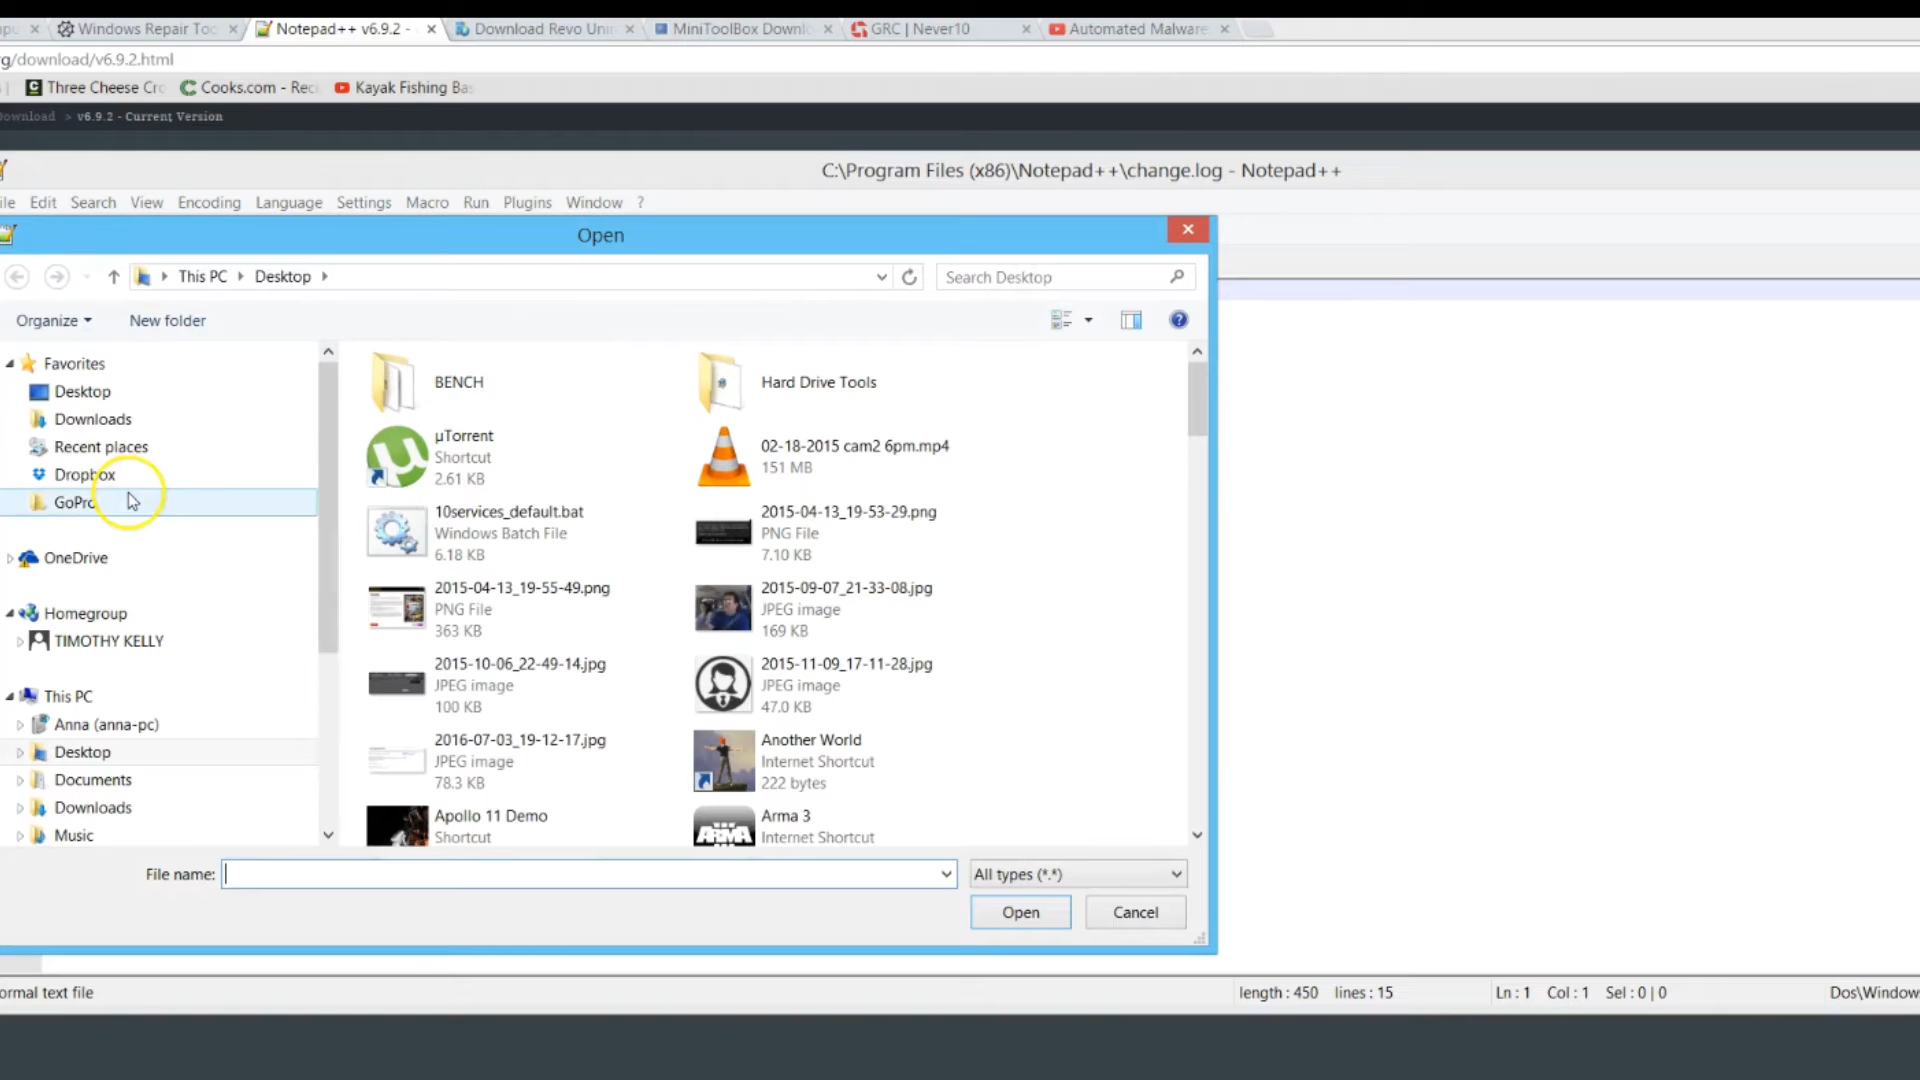 Windows Repair Too
Notepad++ v6.9.2 -
Download Revo Unin
MiniToolBox Downlo
GRC | Never10
Automated Malware
g/download/v6.9.2.html
Three Cheese Cro
Cooks.com - Reci
Kayak Fishing Bas
ownload > v6.9.2 - Current Version
C:\Program Files (x86)\Notepad++\change.log - Notepad++
ile Edit Search View Encoding Language Settings Macro Run Plugins Window ?
Open
This PC Desktop
Search Desktop
Organize
New folder
Favorites
Desktop
Downloads
Recent places
Dropbox
GoPro
OneDrive
Homegroup
TIMOTHY KELLY
This PC
Anna (anna-pc)
Desktop
Documents
Downloads
Music
BENCH
Hard Drive Tools
µTorrent
Shortcut
2.61 KB
02-18-2015 cam2 6pm.mp4
151 MB
10services_default.bat
Windows Batch File
6.18 KB
2015-04-13_19-53-29.png
PNG File
7.10 KB
2015-04-13_19-55-49.png
PNG File
363 KB
2015-09-07_21-33-08.jpg
JPEG image
169 KB
2015-10-06_22-49-14.jpg
JPEG image
100 KB
2015-11-09_17-11-28.jpg
JPEG image
47.0 KB
2016-07-03_19-12-17.jpg
JPEG image
78.3 KB
Another World
Internet Shortcut
222 bytes
Apollo 11 Demo
Shortcut
Arma 3
Internet Shortcut
File name:
All types (*.*)
Open
Cancel
ormal text file
length : 450 lines : 15
Ln : 1 Col : 1 Sel : 0 | 0
Dos\Window